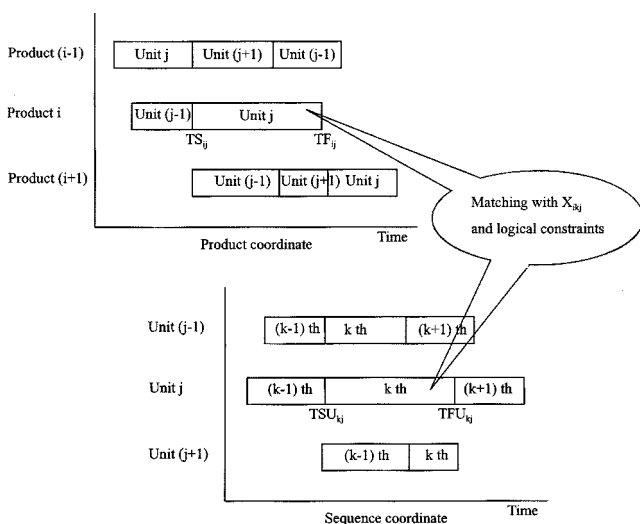 Product (i-1)
Unit j
Unit (j+1)
Unit (j-1)
Product i
Unit (j-1)
Unit j
TS_ij
TF_ij
Product (i+1)
Unit (j-1)
Unit (j+1)
Unit j
Product coordinate
Time
Matching with X_ikj
and logical constraints
Unit (j-1)
(k-1) th
k th
(k+1) th
Unit j
(k-1) th
k th
(k+1) th
TSU_kj
TFU_kj
Unit (j+1)
(k-1) th
k th
Time
Sequence coordinate